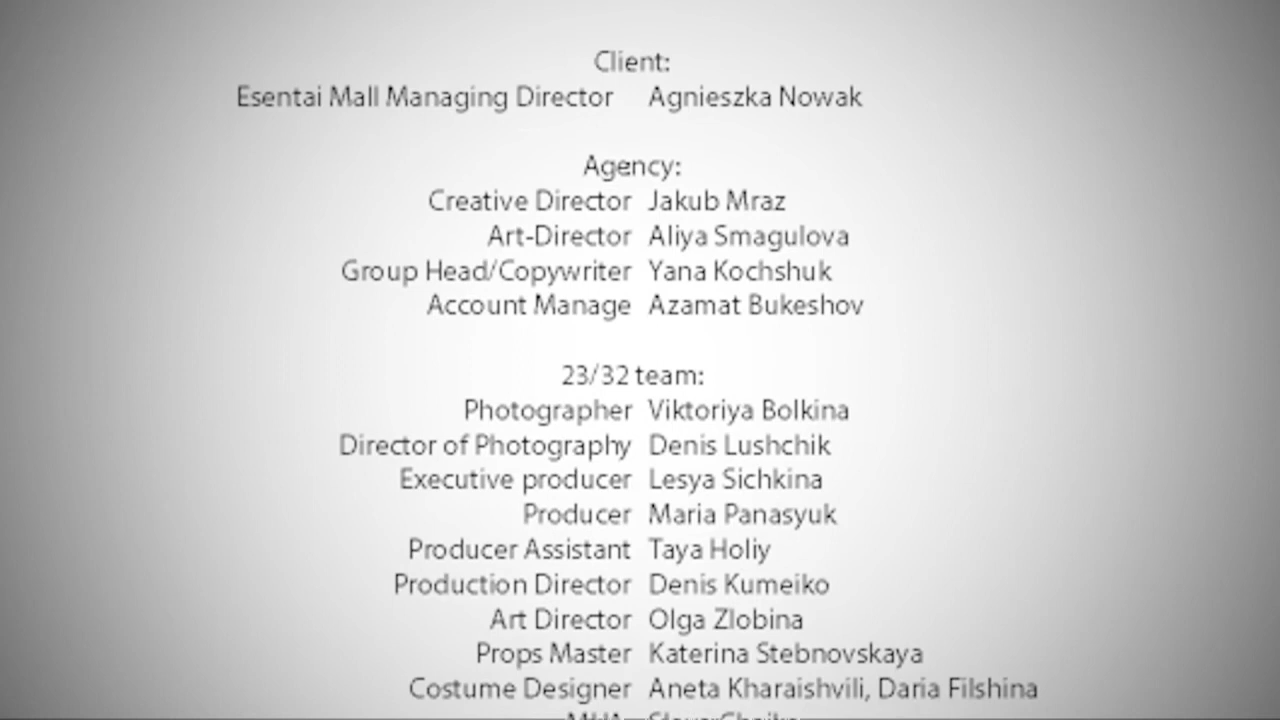 Client:
Esentai Mall Managing Director Agnieszka Nowak
Agency:
Creative Director Jakub Mraz
Art-Director Aliya Smagulova
Group Head/Copywriter Yana Kochshuk
Account Manage Azamat Bukeshov
23/32 team:
Photographer Viktoriya Bolkina
Director of Photography Denis Lushchik
Executive producer Lesya Sichkina
Producer Maria Panasyuk
Producer Assistant Taya Holiy
Production Director Denis Kumeiko
Art Director Olga Zlobina
Props Master Katerina Stebnovskaya
Costume Designer Aneta Kharaishvili, Daria Filshina